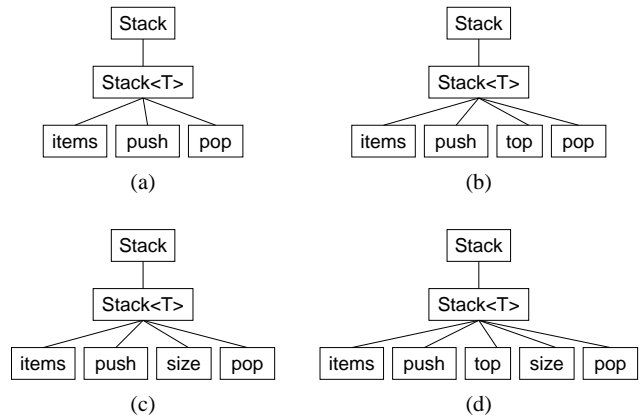 Stack Stack
Stack<T> Stack<T>
items push pop items push top pop
(a) (b)
Stack Stack
Stack<T> Stack<T>
items push size pop items push top size pop
(c) (d)